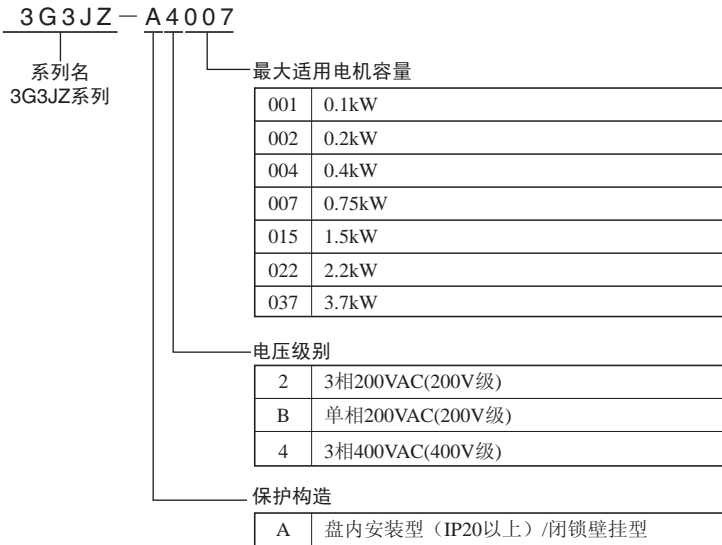 3G3JZ－A4007
系列名
3G3JZ系列
最大适用电机容量
001 0.1kW
002 0.2kW
004 0.4kW
007 0.75kW
015 1.5kW
022 2.2kW
037 3.7kW
电压级别
2 3相200VAC(200V级)
B 单相200VAC(200V级)
4 3相400VAC(400V级)
保护构造
A 盘内安装型（IP20以上）/闭锁壁挂型